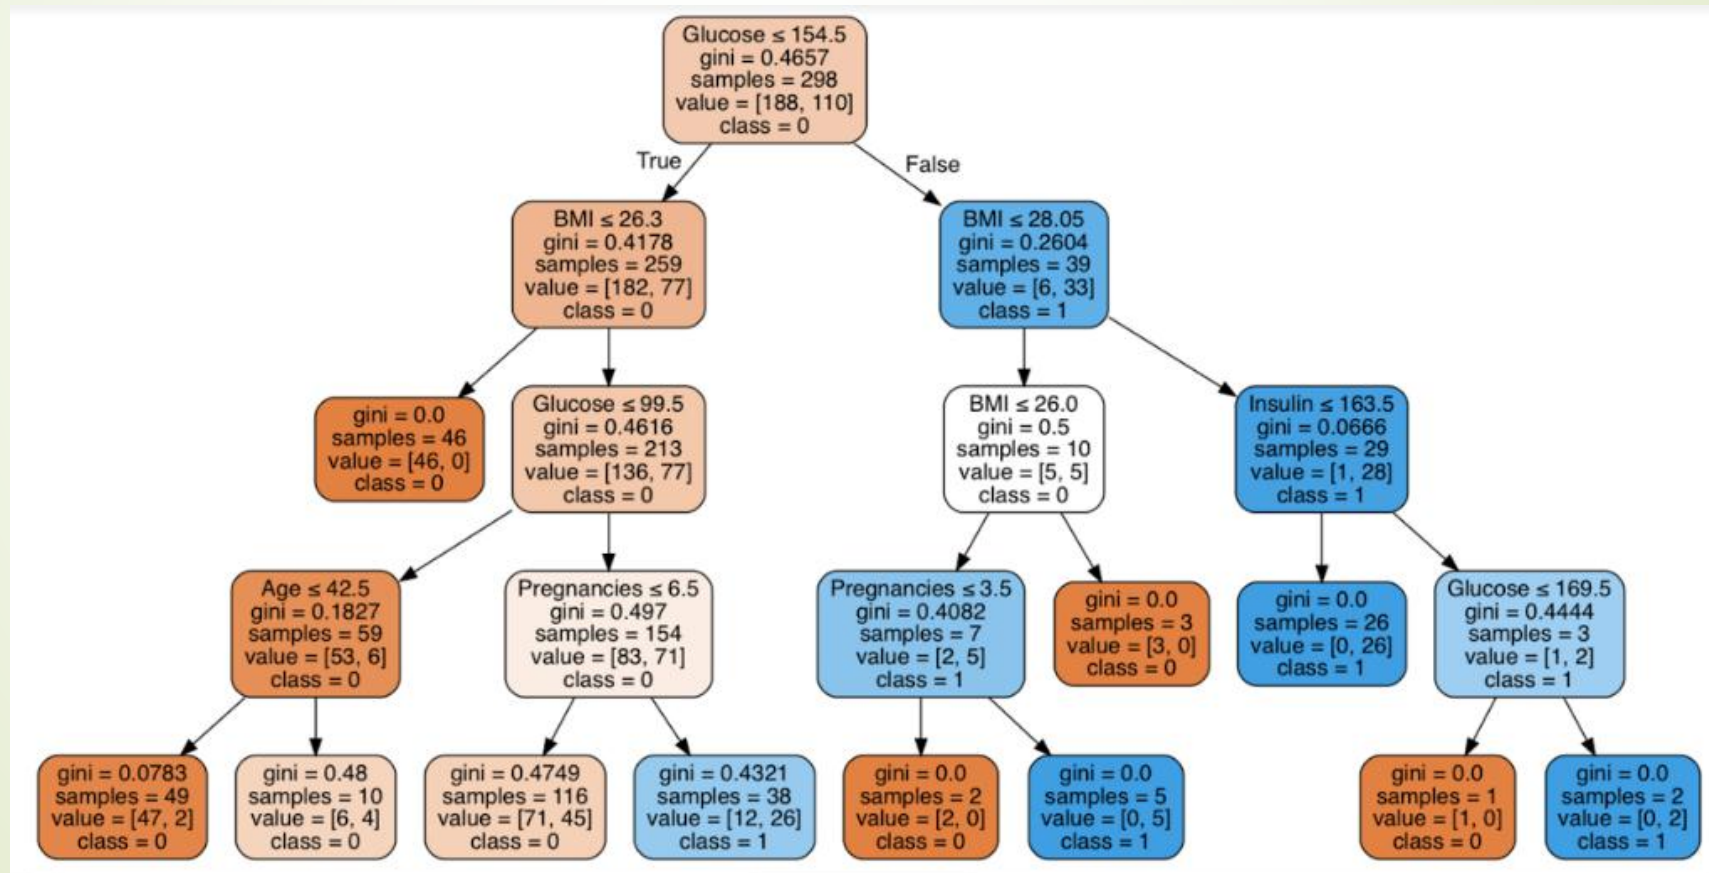 Glucose ≤ 154.5
gini = 0.4657
samples = 298
value = [188, 110]
class = 0
True
False
BMI ≤ 26.3
gini = 0.4178
samples = 259
value = [182, 77]
class = 0
BMI ≤ 28.05
gini = 0.2604
samples = 39
value = [6, 33]
class = 1
gini = 0.0
samples = 46
value = [46, 0]
class = 0
Glucose ≤ 99.5
gini = 0.4616
samples = 213
value = [136, 77]
class = 0
BMI ≤ 26.0
gini = 0.5
samples = 10
value = [5, 5]
class = 0
Insulin ≤ 163.5
gini = 0.0666
samples = 29
value = [1, 28]
class = 1
Age ≤ 42.5
gini = 0.1827
samples = 59
value = [53, 6]
class = 0
Pregnancies ≤ 6.5
gini = 0.497
samples = 154
value = [83, 71]
class = 0
Pregnancies ≤ 3.5
gini = 0.4082
samples = 7
value = [2, 5]
class = 1
gini = 0.0
samples = 3
value = [3, 0]
class = 0
gini = 0.0
samples = 26
value = [0, 26]
class = 1
Glucose ≤ 169.5
gini = 0.4444
samples = 3
value = [1, 2]
class = 1
gini = 0.0783
samples = 49
value = [47, 2]
class = 0
gini = 0.48
samples = 10
value = [6, 4]
class = 0
gini = 0.4749
samples = 116
value = [71, 45]
class = 0
gini = 0.4321
samples = 38
value = [12, 26]
class = 1
gini = 0.0
samples = 2
value = [2, 0]
class = 0
gini = 0.0
samples = 5
value = [0, 5]
class = 1
gini = 0.0
samples = 1
value = [1, 0]
class = 0
gini = 0.0
samples = 2
value = [0, 2]
class = 1